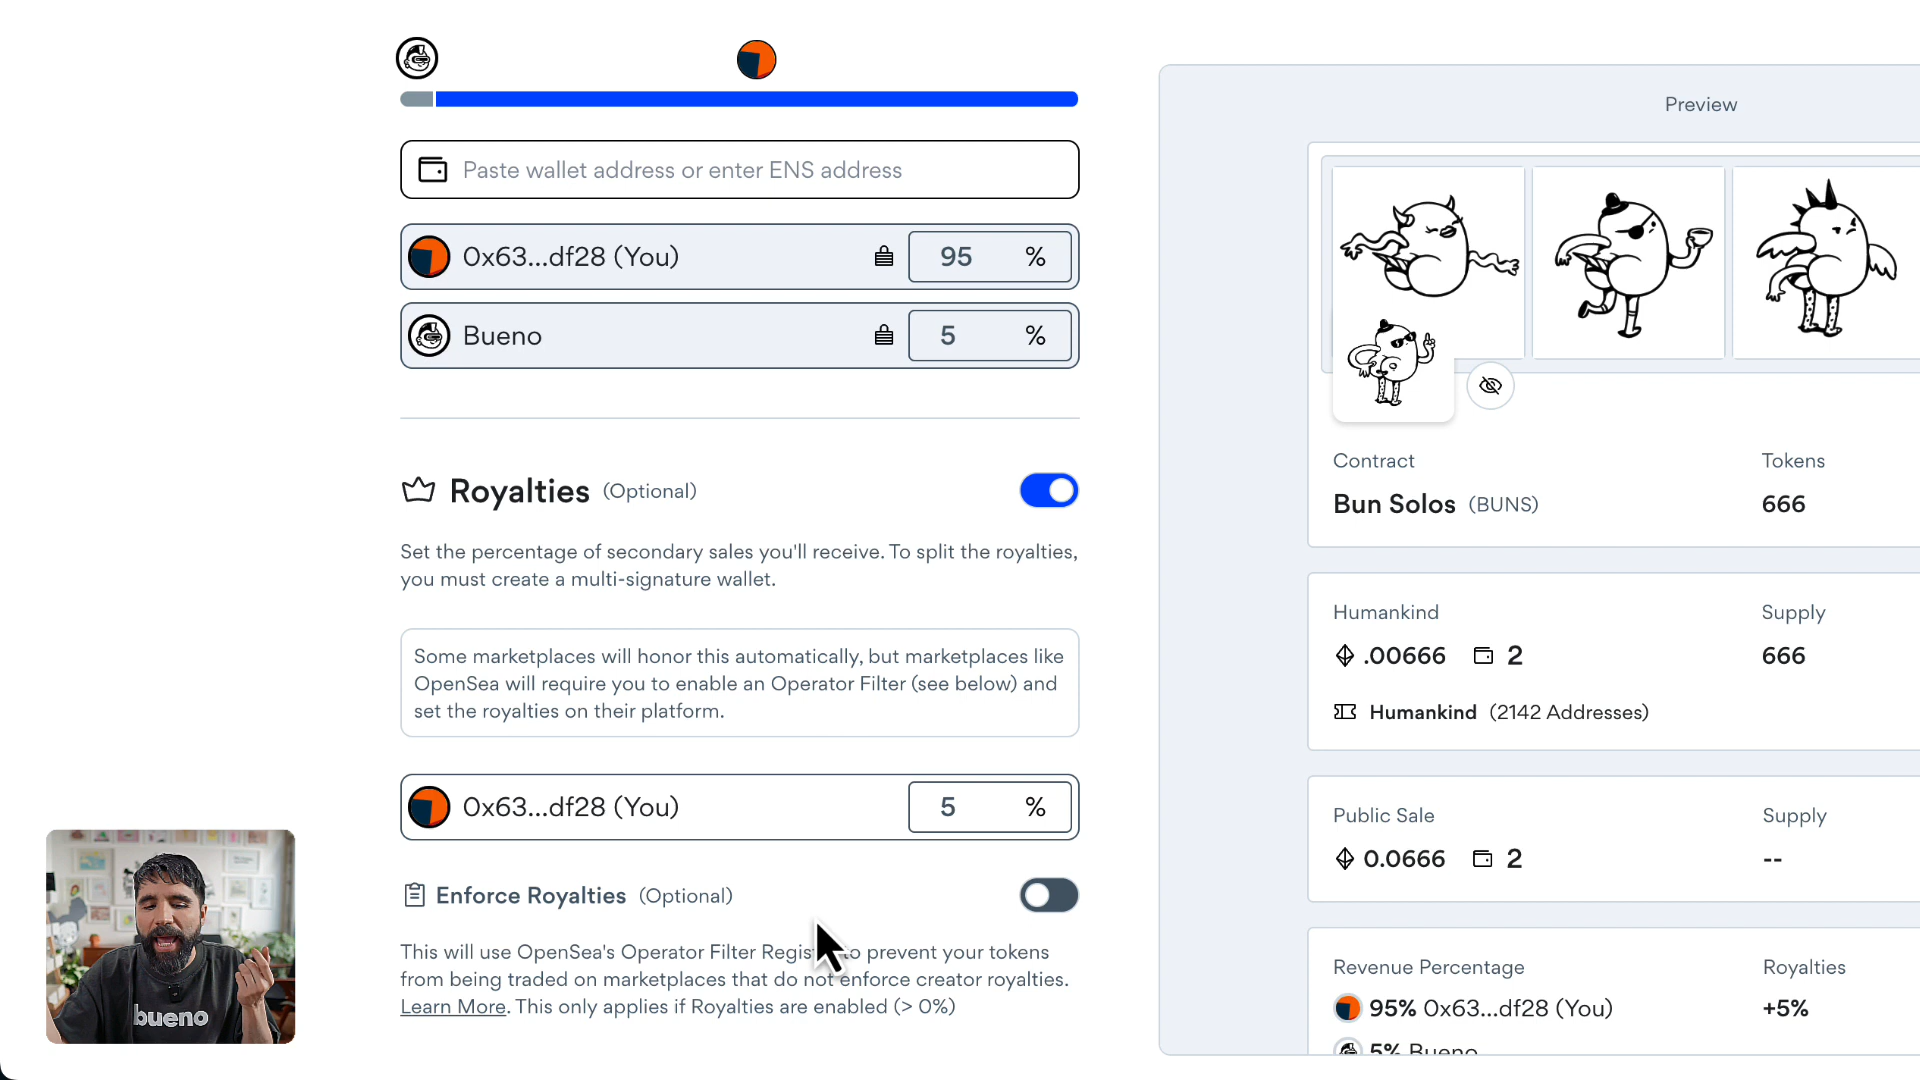 Paste wallet address or enter ENS address
0x63...df28 (You)
95 %
Bueno
5 %
Royalties (Optional)
Set the percentage of secondary sales you'll receive. To split the royalties,
you must create a multi-signature wallet.
Some marketplaces will honor this automatically, but marketplaces like
OpenSea will require you to enable an Operator Filter (see below) and
set the royalties on their platform.
0x63...df28 (You)
5 %
Enforce Royalties (Optional)
This will use OpenSea's Operator Filter to prevent your tokens
from being traded on marketplaces that do not enforce creator royalties.
Learn More. This only applies if Royalties are enabled (> 0%)
bueno
Preview
Contract
Tokens
Bun Solos (BUNS)
666
Humankind
Supply
.00666 2
666
Humankind (2142 Addresses)
Public Sale
Supply
0.0666 2
--
Revenue Percentage
Royalties
95% 0x63...df28 (You)
+5%
5% Bueno